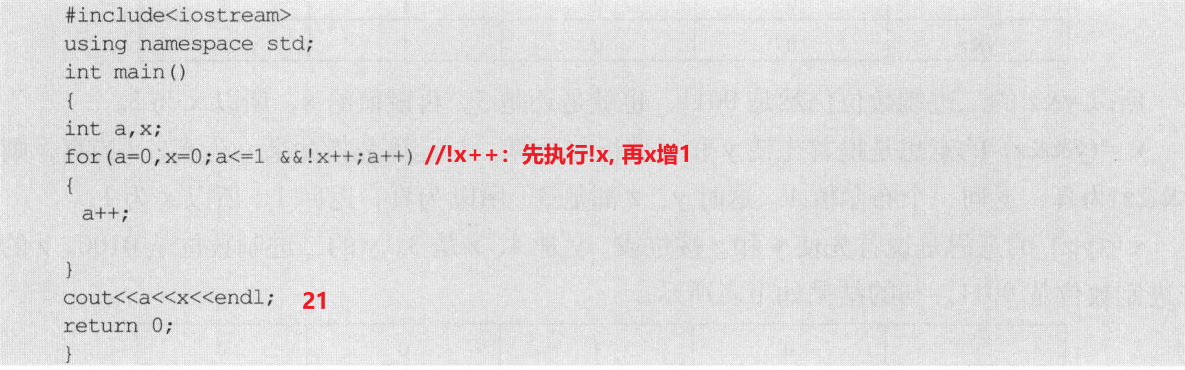 #include<iostream>
using namespace std;
int main()
{
int a,x;
for(a=0,x=0;a<=1 &&!x++;a++) //!x++：先执行!x, 再x增1
{
a++;
}
cout<<a<<x<<endl; 21
return 0;
}